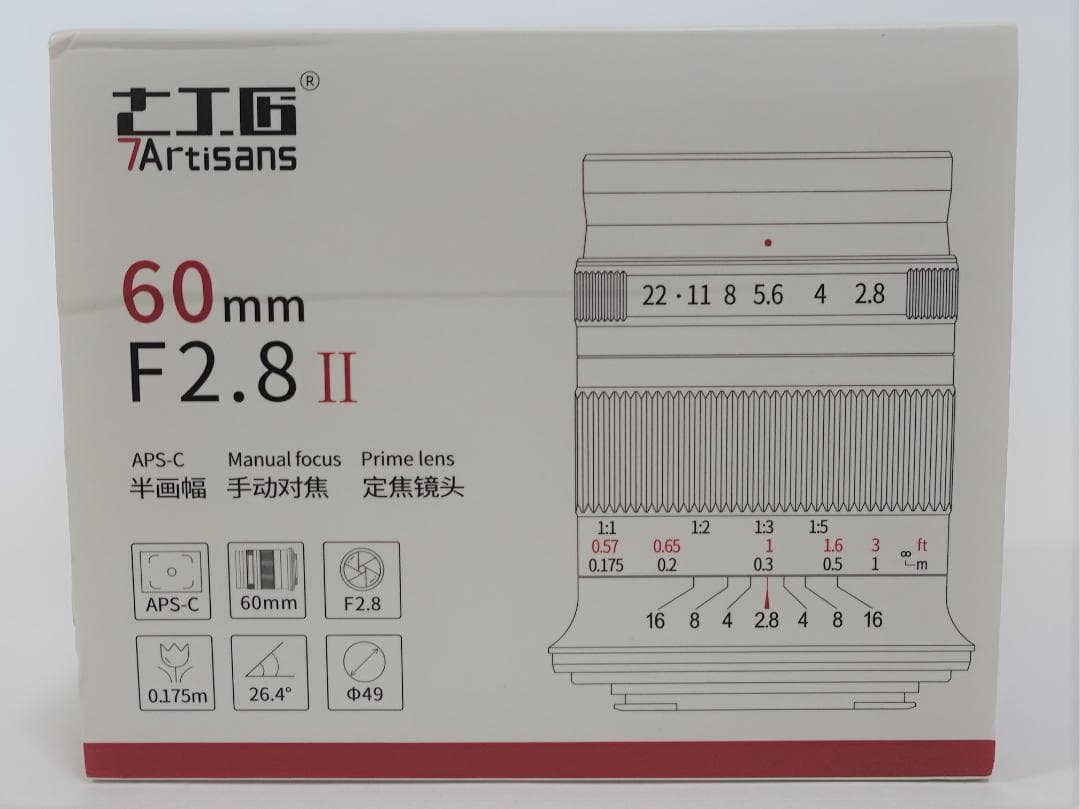 七工匠®
7Artisans
60mm
F2.8 II
APS-C Manual focus Prime lens
半画幅 手动对焦 定焦镜头
APS-C 60mm F2.8
0.175m 26.4° Φ49
22 · 11 8 5.6 4 2.8
1:1 1:2 1:3 1:5
0.57 0.65 1 1.6 3 ∞ ft
0.175 0.2 0.3 0.5 1 m
16 8 4 2.8 4 8 16